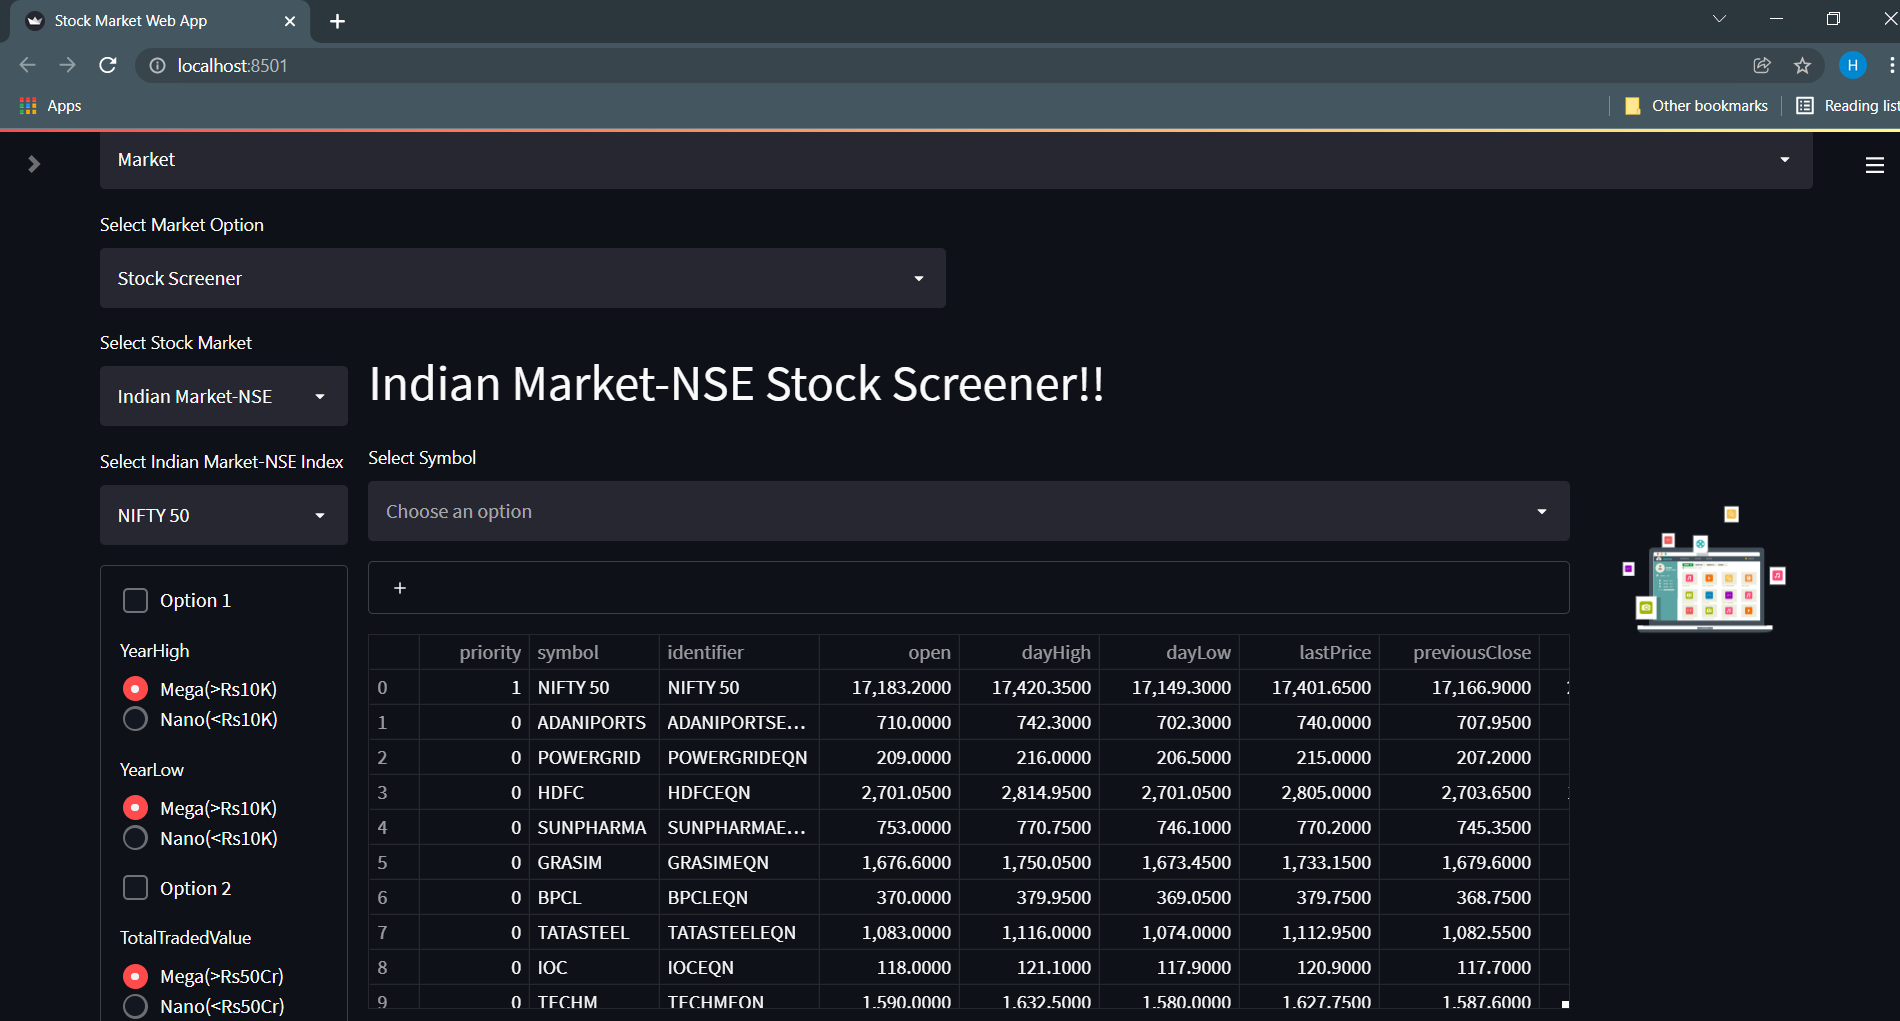 Stock Market Web App
localhost:8501
H
Apps
Other bookmarks
Reading list
Market
Select Market Option
Stock Screener
Select Stock Market
Indian Market-NSE
Indian Market-NSE Stock Screener!!
Select Indian Market-NSE Index
NIFTY 50
Select Symbol
Choose an option
+
Option 1
YearHigh
Mega(>Rs10K)
Nano(<Rs10K)
YearLow
Mega(>Rs10K)
Nano(<Rs10K)
Option 2
TotalTradedValue
Mega(>Rs50Cr)
Nano(<Rs50Cr)
priority symbol identifier open dayHigh dayLow lastPrice previousClose
0 1 NIFTY 50 NIFTY 50 17,183.2000 17,420.3500 17,149.3000 17,401.6500 17,166.9000
1 0 ADANIPORTS ADANIPORTSE... 710.0000 742.3000 702.3000 740.0000 707.9500
2 0 POWERGRID POWERGRIDEQN 209.0000 216.0000 206.5000 215.0000 207.2000
3 0 HDFC HDFCEQN 2,701.0500 2,814.9500 2,701.0500 2,805.0000 2,703.6500
4 0 SUNPHARMA SUNPHARMAE... 753.0000 770.7500 746.1000 770.2000 745.3500
5 0 GRASIM GRASIMEQN 1,676.6000 1,750.0500 1,673.4500 1,733.1500 1,679.6000
6 0 BPCL BPCLEQN 370.0000 379.9500 369.0500 379.7500 368.7500
7 0 TATASTEEL TATASTEELEQN 1,083.0000 1,116.0000 1,074.0000 1,112.9500 1,082.5500
8 0 IOC IOCEQN 118.0000 121.1000 117.9000 120.9000 117.7000
9 0 TECHM TECHMEQN 1,590.0000 1,632.5000 1,580.0000 1,627.7500 1,587.6000